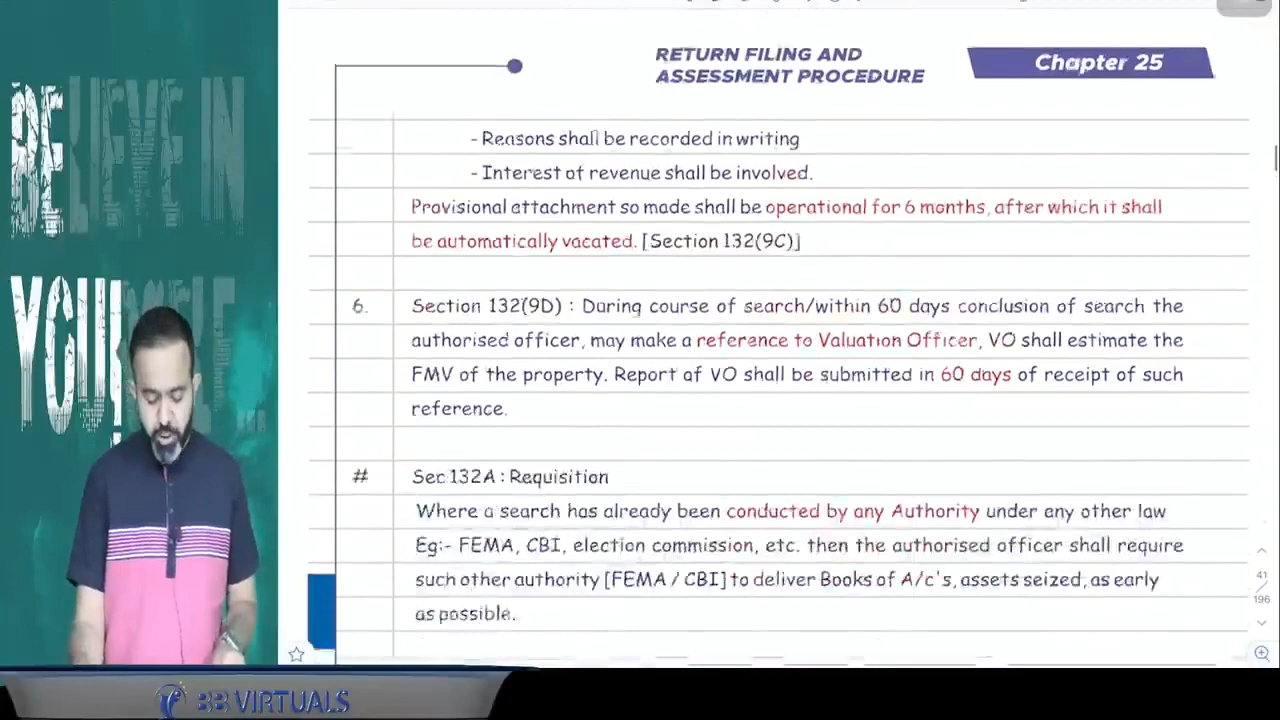 BELIEVE IN
RETURN FILING AND
ASSESSMENT PROCEDURE
Chapter 25
- Reasons shall be recorded in writing
- Interest of revenue shall be involved.
Provisional attachment so made shall be operational for 6 months, after which it shall
be automatically vacated. [Section 132(9C)]
6. Section 132(9D) : During course of search/within 60 days conclusion of search the
authorised officer, may make a reference to Valuation Officer, VO shall estimate the
FMV of the property. Report of VO shall be submitted in 60 days of receipt of such
reference.
# Sec 132A : Requisition
Where a search has already been conducted by any Authority under any other law
Eg:- FEMA, CBI, election commission, etc. then the authorised officer shall require
such other authority [FEMA / CBI] to deliver Books of A/c's, assets seized, as early
as possible.
41
196
BB VIRTUALS